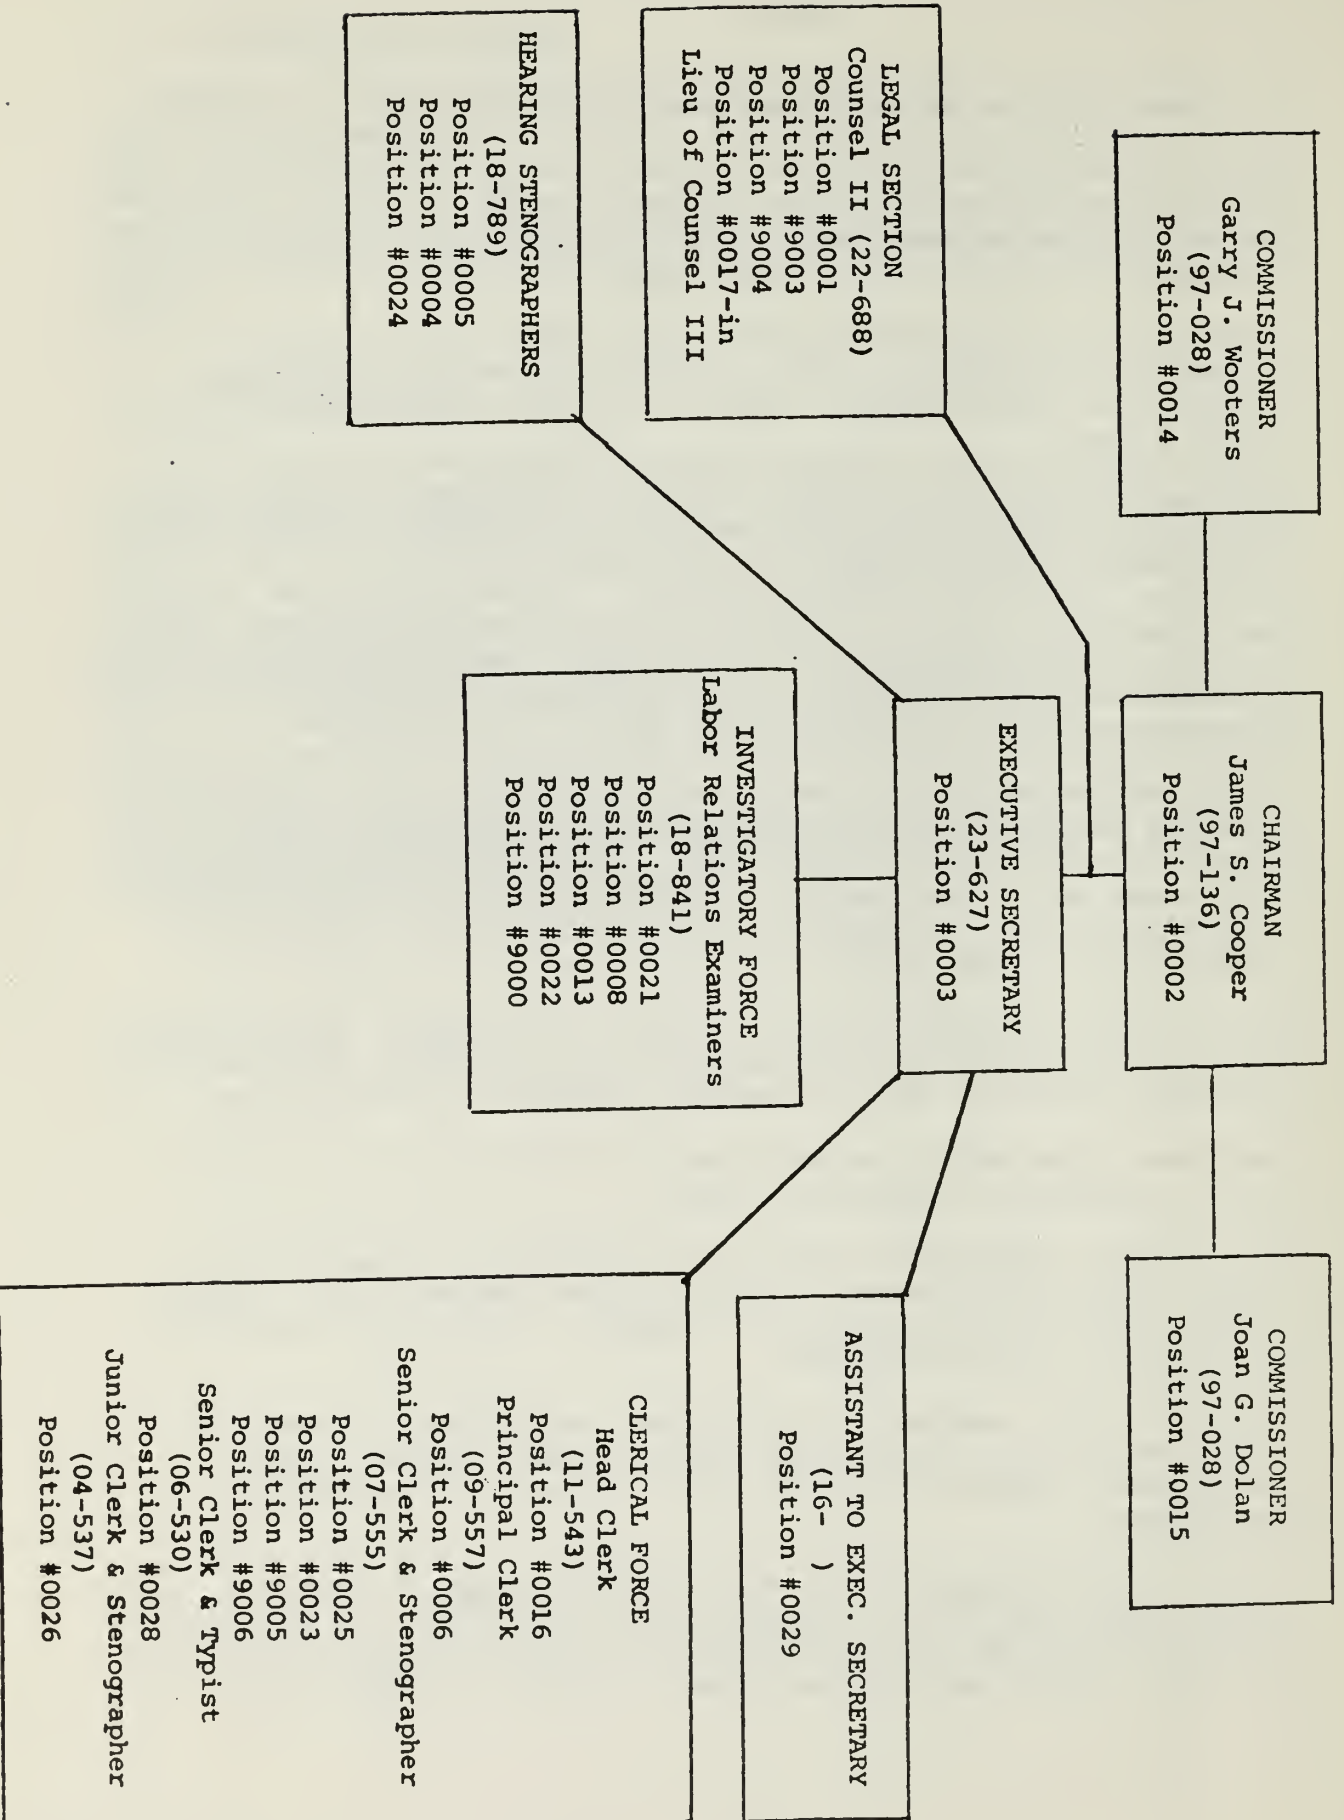 COMMISSIONER
Garry J. Wooters
(97-028)
Position #0014
CHAIRMAN
James S. Cooper
(97-136)
Position #0002
COMMISSIONER
Joan G. Dolan
(97-028)
Position #0015
EXECUTIVE SECRETARY
(23-627)
Position #0003
LEGAL SECTION
Counsel II (22-688)
Position #0001
Position #9003
Position #9004
Position #0017-in
Lieu of Counsel III
ASSISTANT TO EXEC. SECRETARY
(16- )
Position #0029
HEARING STENOGRAPHERS
(18-789)
Position #0005
Position #0004
Position #0024
INVESTIGATORY FORCE
Labor Relations Examiners
(18-841)
Position #0021
Position #0008
Position #0013
Position #0022
Position #9000
CLERICAL FORCE
Head Clerk
(11-543)
Position #0016
Principal Clerk
(09-557)
Position #0006
Senior Clerk & Stenographer
(07-555)
Position #0025
Position #0023
Position #9005
Position #9006
Senior Clerk & Typist
(06-530)
Position #0028
Junior Clerk & Stenographer
(04-537)
Position #0026